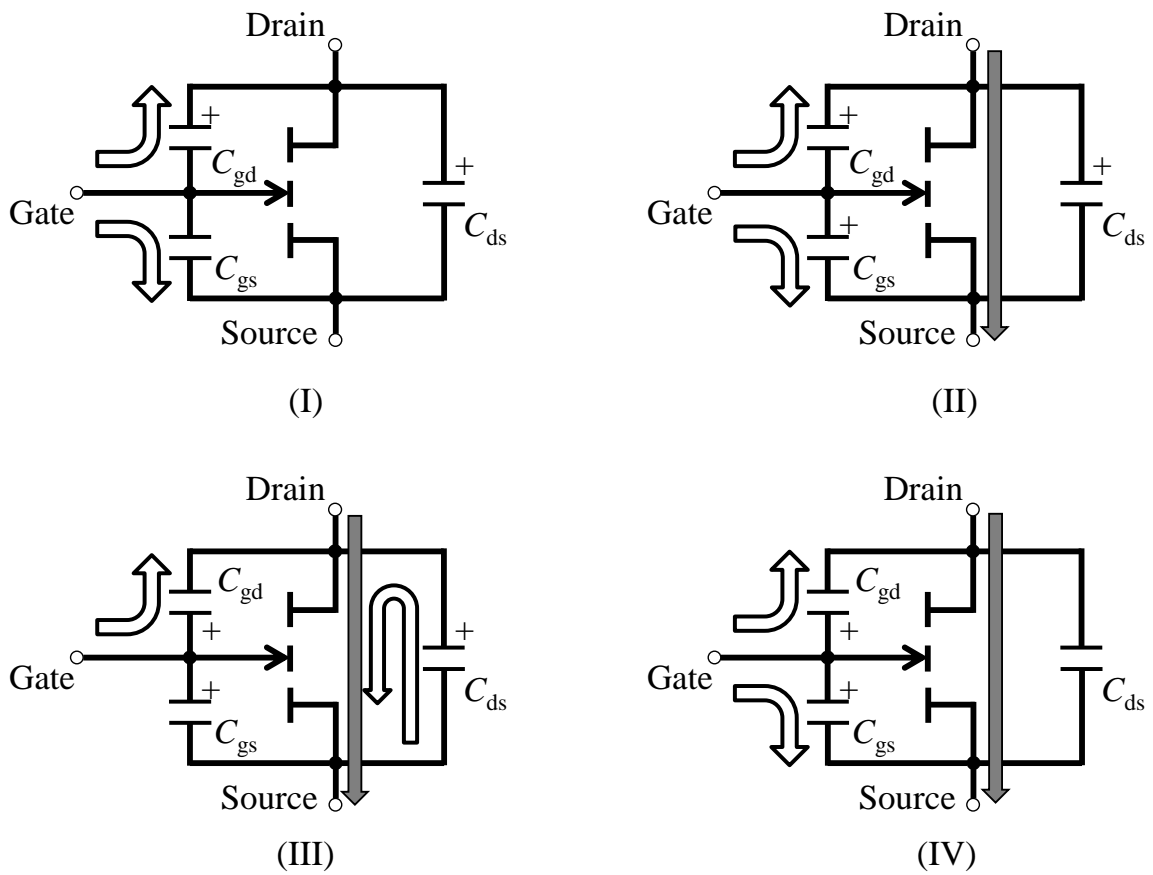 Drain
+
C_gd
Gate
C_gs
+
C_ds
Source
(I)
Drain
+
C_gd
Gate
+
C_gs
+
C_ds
Source
(II)
Drain
C_gd
+
Gate
+
C_gs
+
C_ds
Source
(III)
Drain
C_gd
+
Gate
+
C_gs
C_ds
Source
(IV)